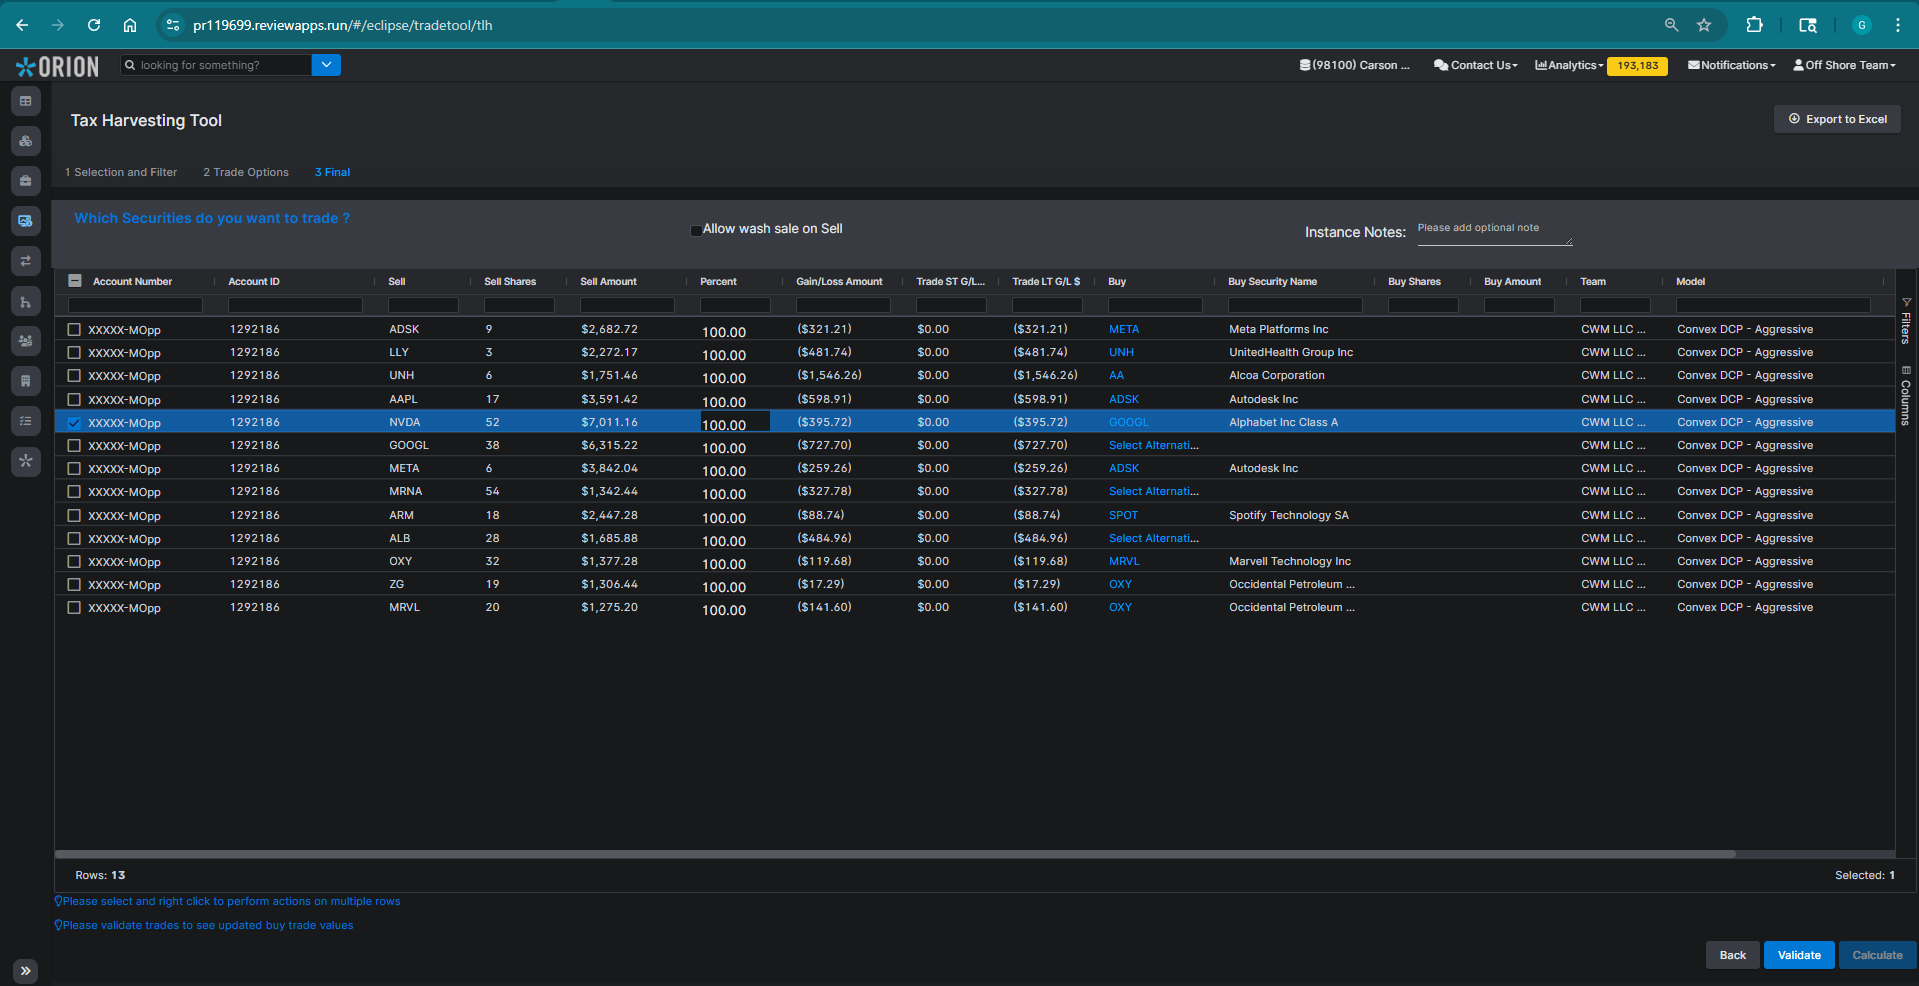 pr119699.reviewapps.run/#/eclipse/tradetool/tlh
G
ORION
looking for something?
(98100) Carson ...
Contact Us
Analytics
193,183
Notifications
Off Shore Team
Tax Harvesting Tool
Export to Excel
1 Selection and Filter 2 Trade Options 3 Final
Which Securities do you want to trade ?
Allow wash sale on Sell
Instance Notes: Please add optional note
Account Number Account ID Sell Sell Shares Sell Amount Percent Gain/Loss Amount Trade ST G/L... Trade LT G/L $ Buy Buy Security Name Buy Shares Buy Amount Team Model
XXXXX-MOpp 1292186 ADSK 9 $2,682.72 100.00 ($321.21) $0.00 ($321.21) META Meta Platforms Inc CWM LLC ... Convex DCP - Aggressive
XXXXX-MOpp 1292186 LLY 3 $2,272.17 100.00 ($481.74) $0.00 ($481.74) UNH UnitedHealth Group Inc CWM LLC ... Convex DCP - Aggressive
XXXXX-MOpp 1292186 UNH 6 $1,751.46 100.00 ($1,546.26) $0.00 ($1,546.26) AA Alcoa Corporation CWM LLC ... Convex DCP - Aggressive
XXXXX-MOpp 1292186 AAPL 17 $3,591.42 100.00 ($598.91) $0.00 ($598.91) ADSK Autodesk Inc CWM LLC ... Convex DCP - Aggressive
XXXXX-MOpp 1292186 NVDA 52 $7,011.16 100.00 ($395.72) $0.00 ($395.72) GOOGL Alphabet Inc Class A CWM LLC ... Convex DCP - Aggressive
XXXXX-MOpp 1292186 GOOGL 38 $6,315.22 100.00 ($727.70) $0.00 ($727.70) Select Alternati... CWM LLC ... Convex DCP - Aggressive
XXXXX-MOpp 1292186 META 6 $3,842.04 100.00 ($259.26) $0.00 ($259.26) ADSK Autodesk Inc CWM LLC ... Convex DCP - Aggressive
XXXXX-MOpp 1292186 MRNA 54 $1,342.44 100.00 ($327.78) $0.00 ($327.78) Select Alternati... CWM LLC ... Convex DCP - Aggressive
XXXXX-MOpp 1292186 ARM 18 $2,447.28 100.00 ($88.74) $0.00 ($88.74) SPOT Spotify Technology SA CWM LLC ... Convex DCP - Aggressive
XXXXX-MOpp 1292186 ALB 28 $1,685.88 100.00 ($484.96) $0.00 ($484.96) Select Alternati... CWM LLC ... Convex DCP - Aggressive
XXXXX-MOpp 1292186 OXY 32 $1,377.28 100.00 ($119.68) $0.00 ($119.68) MRVL Marvell Technology Inc CWM LLC ... Convex DCP - Aggressive
XXXXX-MOpp 1292186 ZG 19 $1,306.44 100.00 ($17.29) $0.00 ($17.29) OXY Occidental Petroleum ... CWM LLC ... Convex DCP - Aggressive
XXXXX-MOpp 1292186 MRVL 20 $1,275.20 100.00 ($141.60) $0.00 ($141.60) OXY Occidental Petroleum ... CWM LLC ... Convex DCP - Aggressive
Filters
Columns
Rows: 13
Selected: 1
Please select and right click to perform actions on multiple rows
Please validate trades to see updated buy trade values
Back Validate Calculate